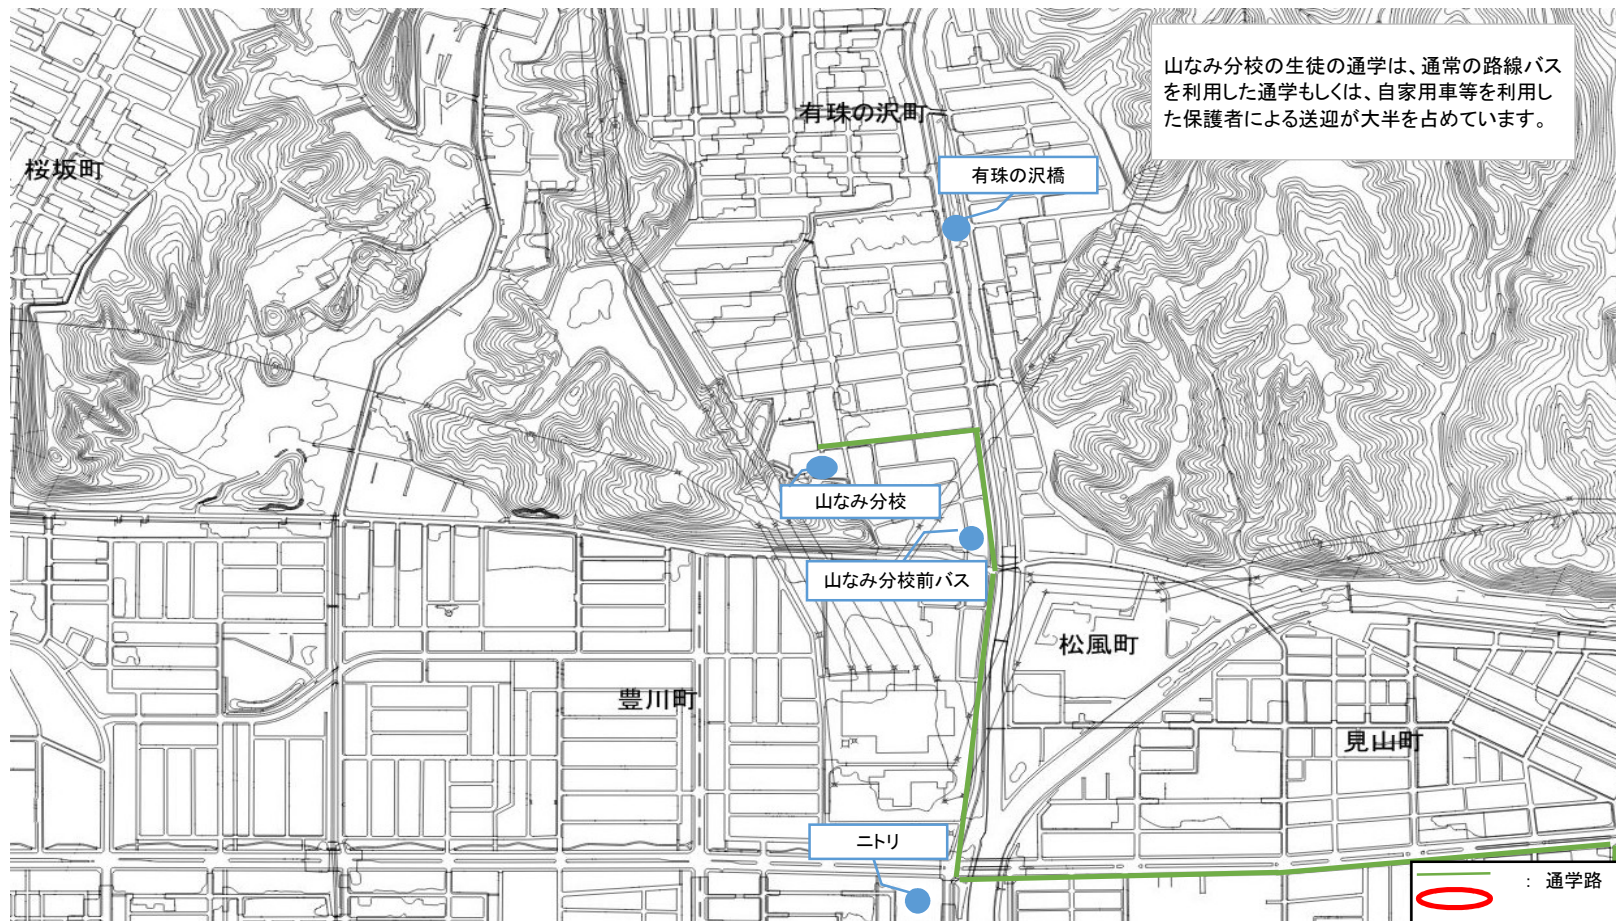 山なみ分校の生徒の通学は、通常の路線バス
を利用した通学もしくは、自家用車等を利用し
た保護者による送迎が大半を占めています。
有珠の沢町
桜坂町
有珠の沢橋
山なみ分校
山なみ分校前バス
松風町
豊川町
見山町
ニトリ
： 通学路